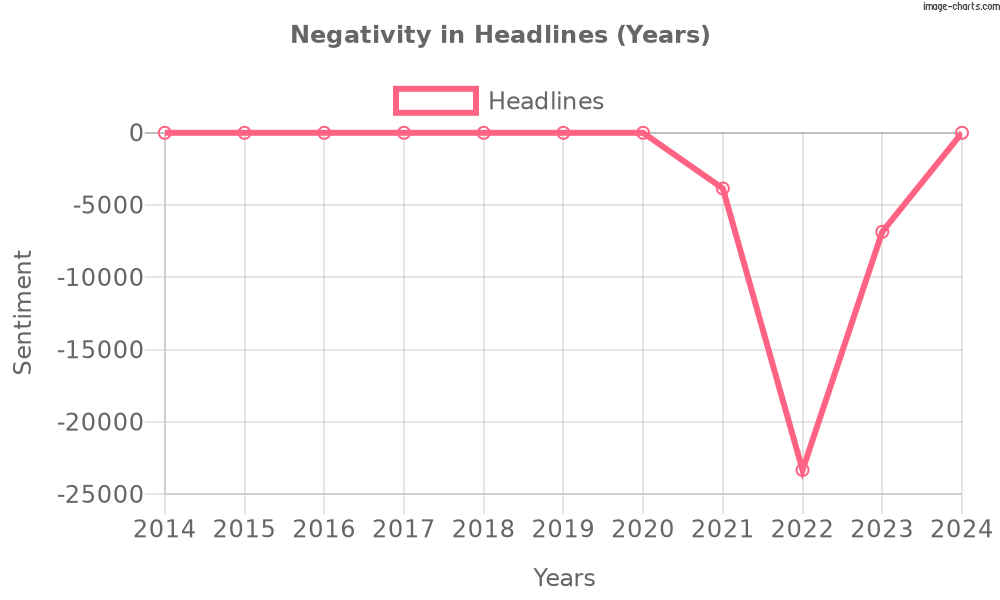 image-charts.com
Negativity in Headlines (Years)
Headlines
0
-5000
-10000
-15000
-20000
-25000
Sentiment
2014 2015 2016 2017 2018 2019 2020 2021 2022 2023 2024
Years